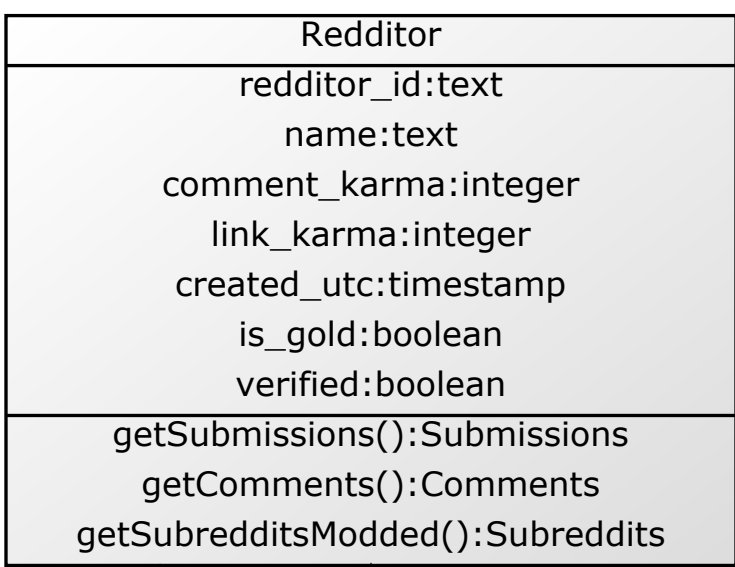 Redditor
redditor_id:text
name:text
comment_karma:integer
link_karma:integer
created_utc:timestamp
is_gold:boolean
verified:boolean
getSubmissions():Submissions
getComments():Comments
getSubredditsModded():Subreddits